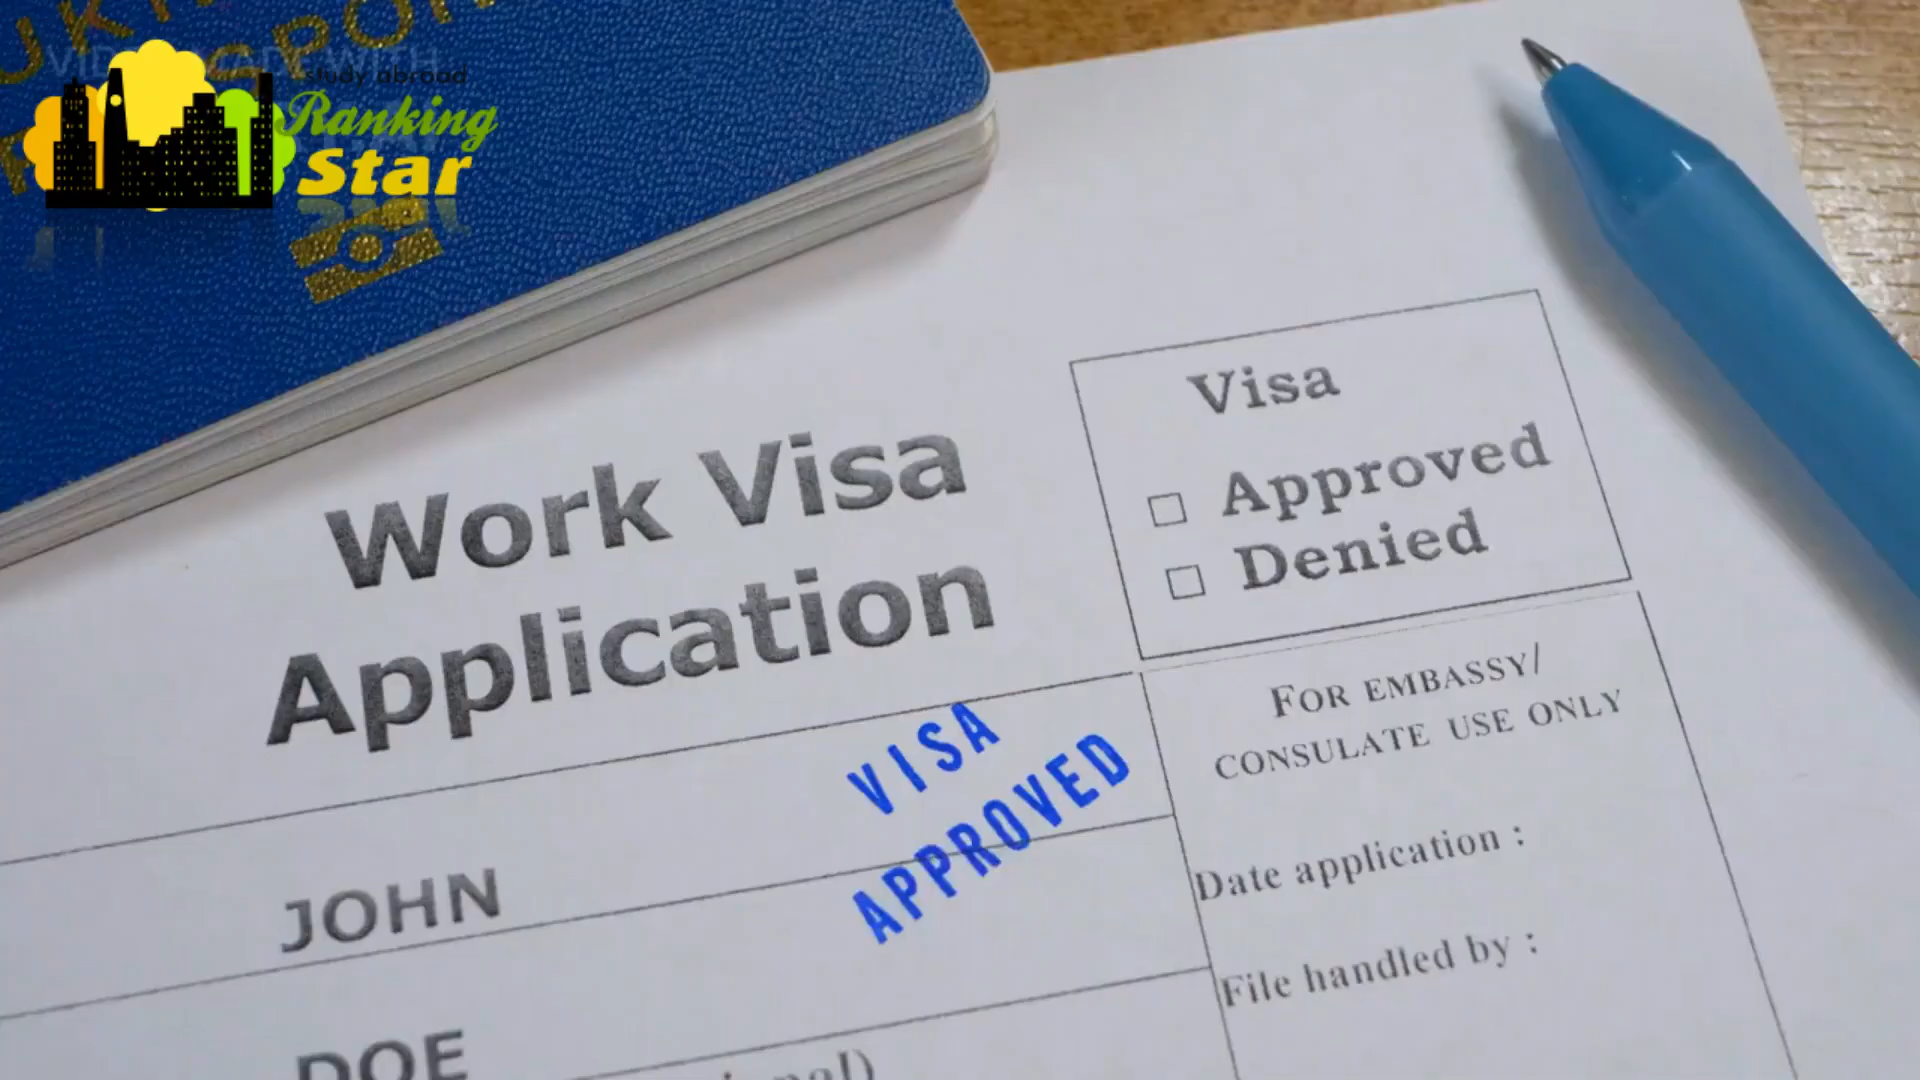 study abroad
Ranking
Star
Work Visa
Application
Visa
Approved
Denied
FOR EMBASSY/
CONSULATE USE ONLY
VISA
APPROVED
Date application :
JOHN
File handled by :
DOE